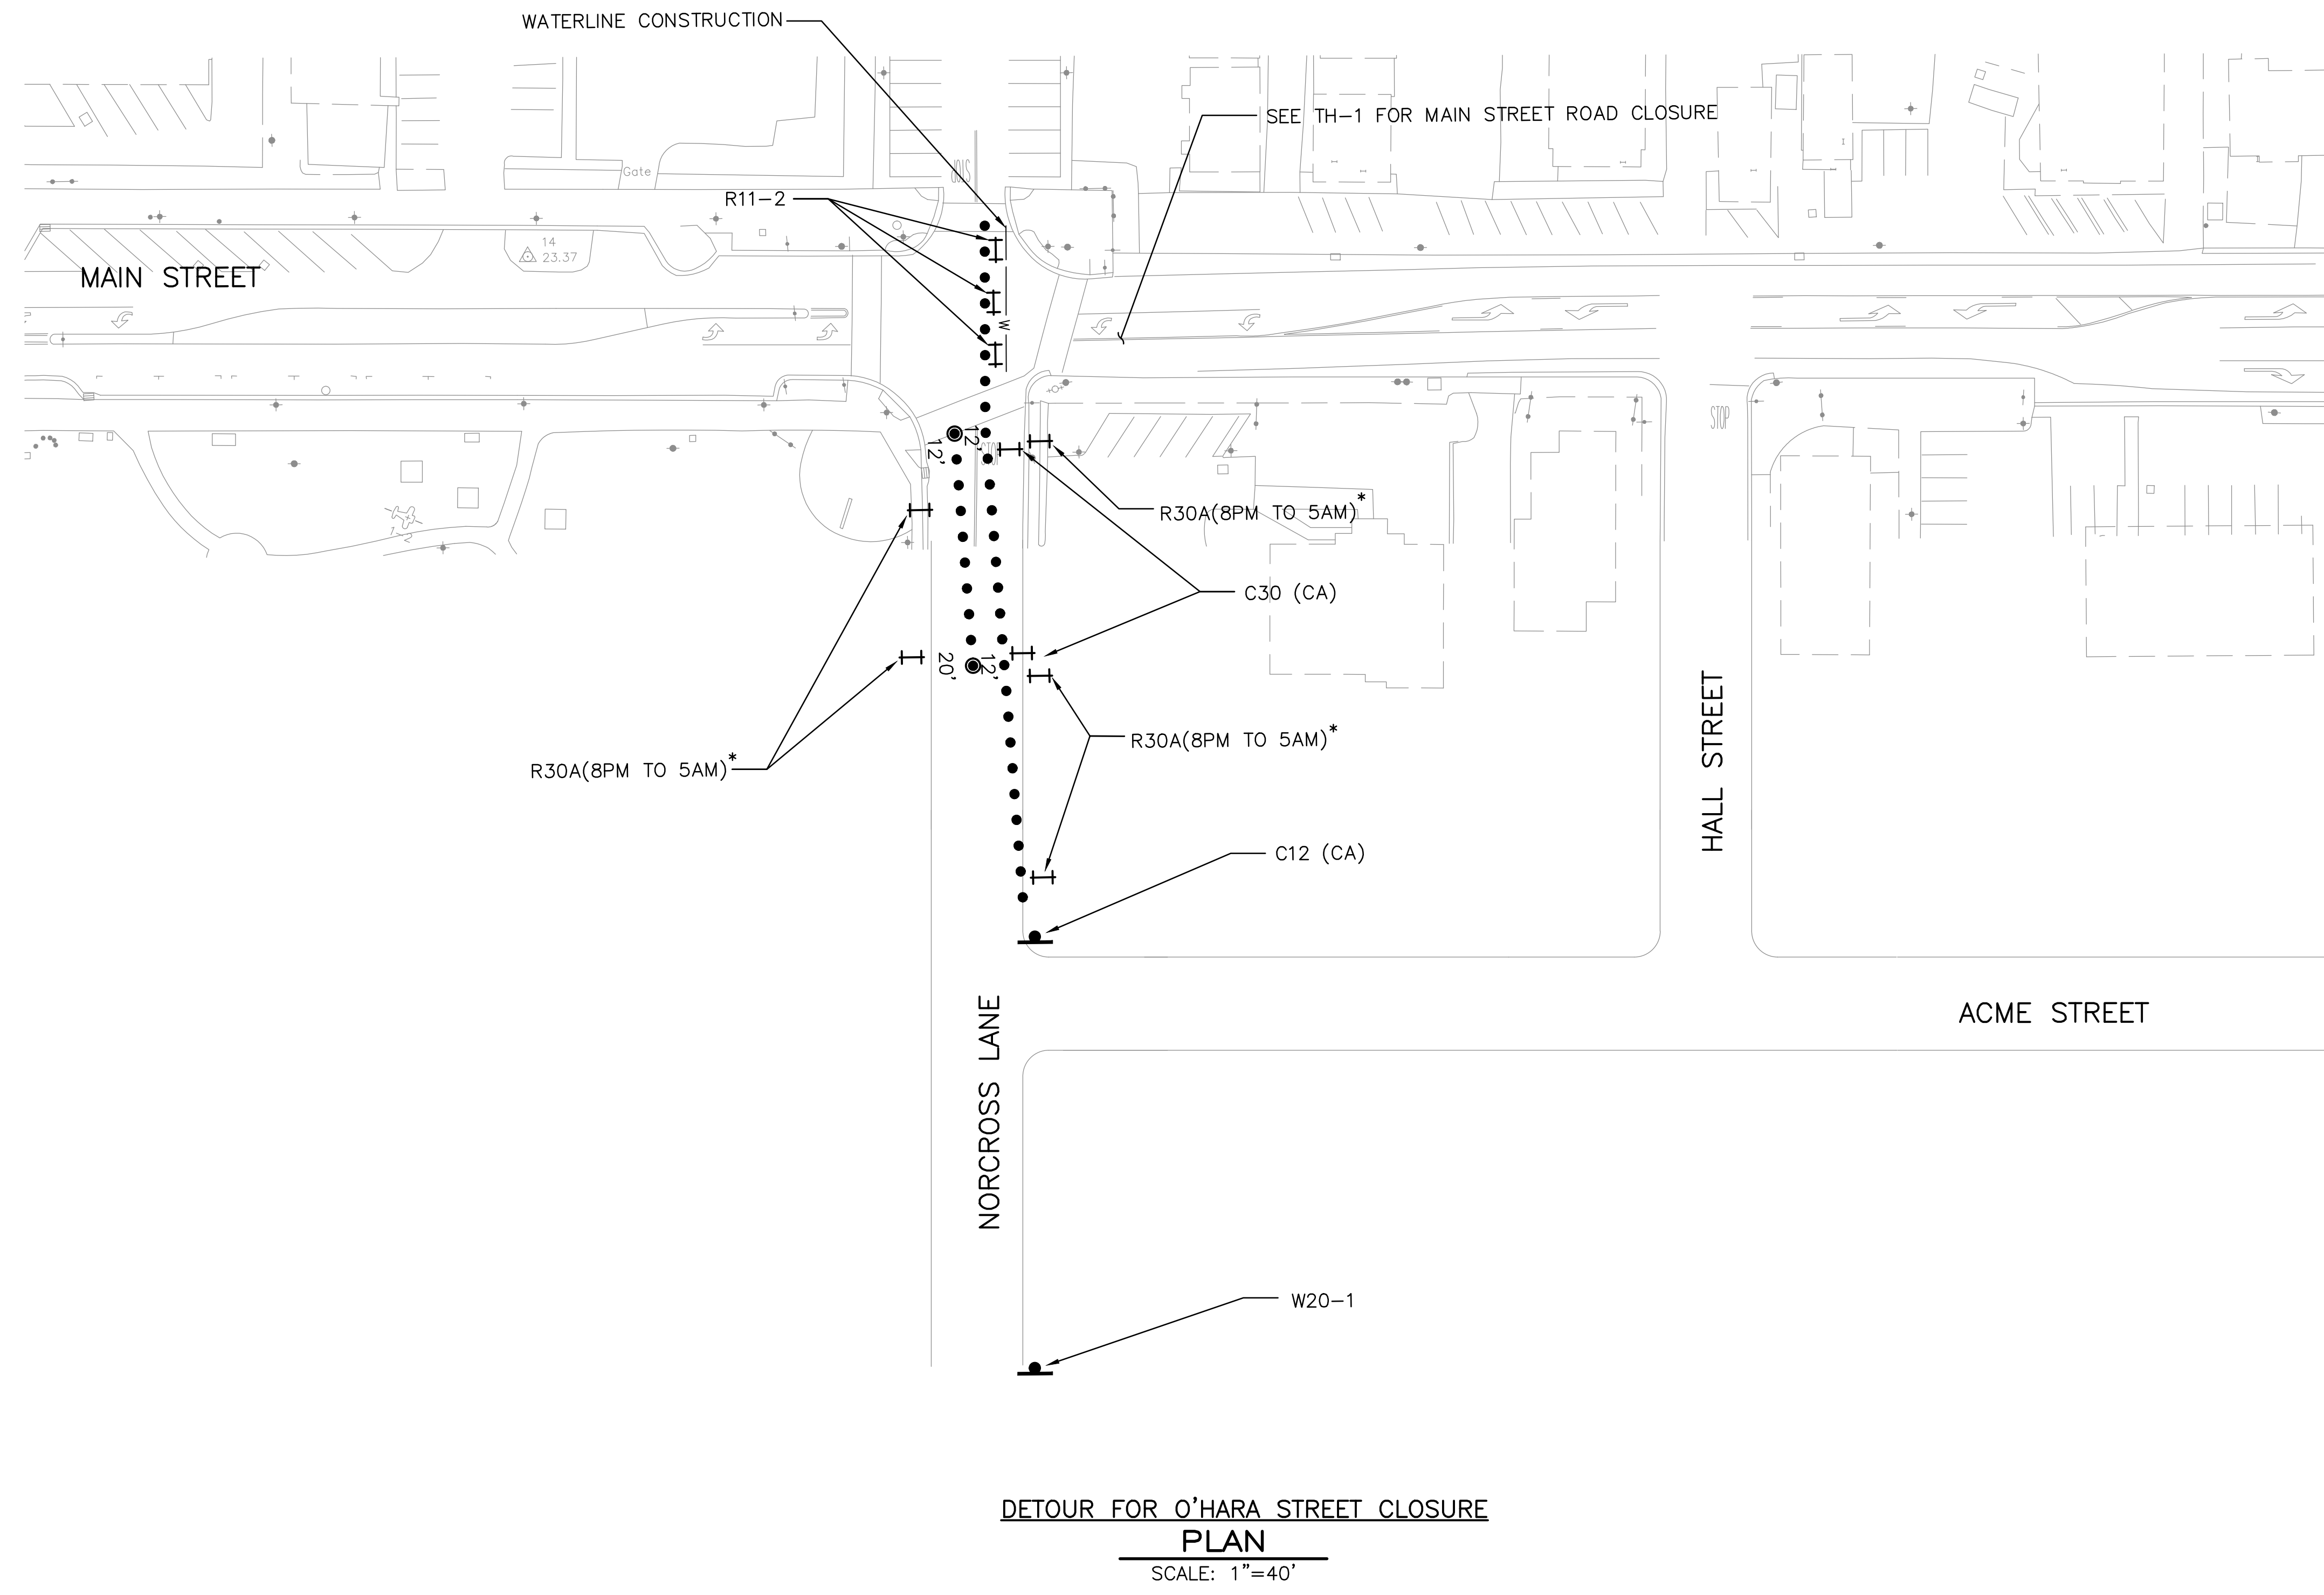 WATERLINE CONSTRUCTION
SEE TH-1 FOR MAIN STREET ROAD CLOSURE
STOP
Gate
R11-2
14
23.37
MAIN STREET
W
STOP
12'
12'
STOP
R30A(8PM TO 5AM)*
C30 (CA)
20'
12'
R30A(8PM TO 5AM)*
R30A(8PM TO 5AM)*
HALL STREET
C12 (CA)
ACME STREET
NORCROSS LANE
W20-1
DETOUR FOR O'HARA STREET CLOSURE
PLAN
SCALE: 1"=40'